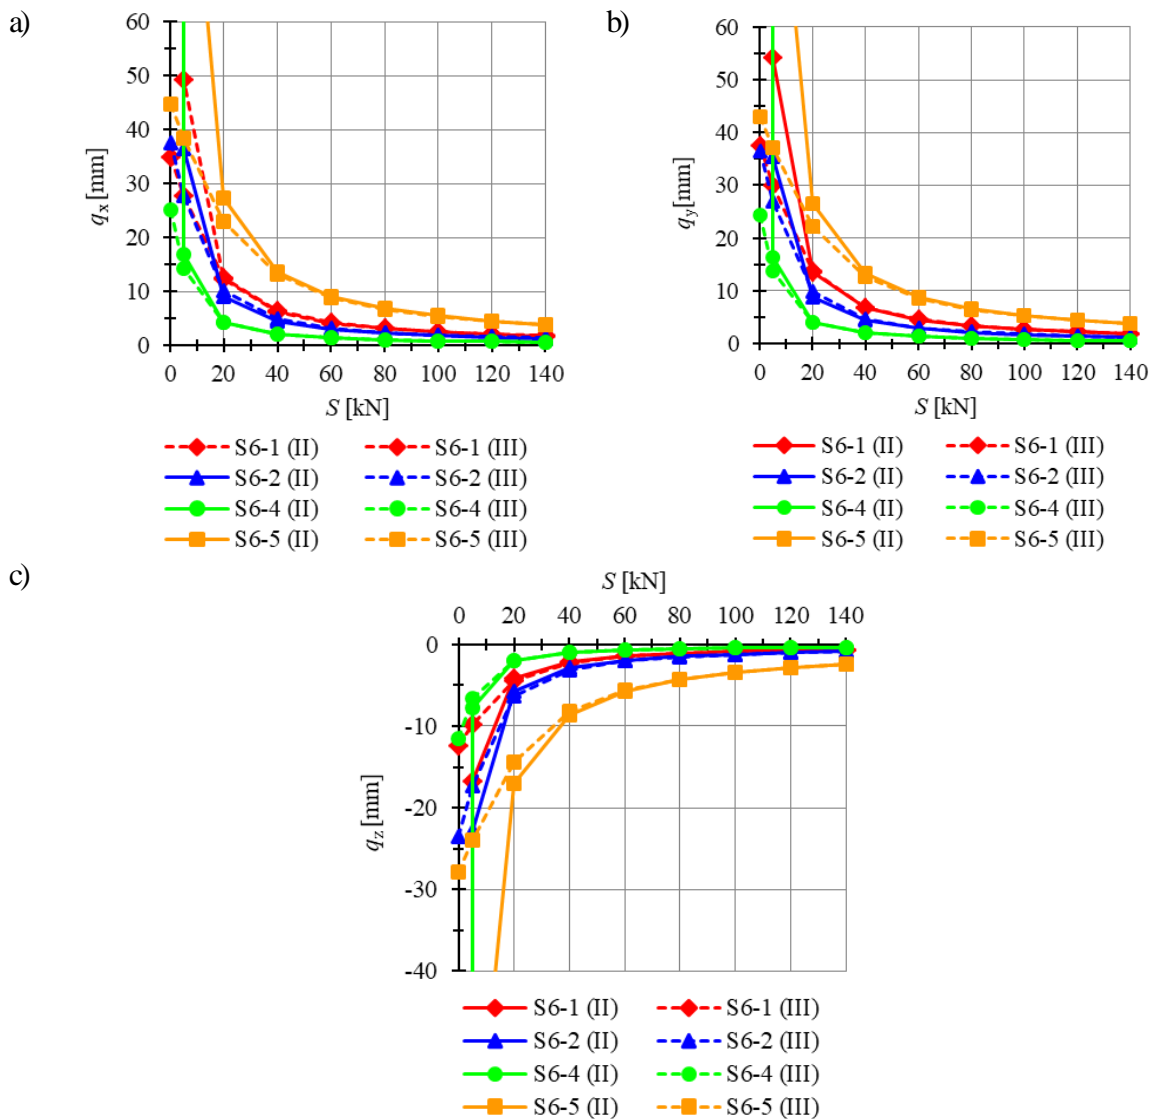 a)
60
50
40
30
20
10
0
qx [mm]
0 20 40 60 80 100 120 140
S [kN]
S6-1 (II) S6-1 (III)
S6-2 (II) S6-2 (III)
S6-4 (II) S6-4 (III)
S6-5 (II) S6-5 (III)
b)
60
50
40
30
20
10
0
qy[mm]
0 20 40 60 80 100 120 140
S [kN]
S6-1 (II) S6-1 (III)
S6-2 (II) S6-2 (III)
S6-4 (II) S6-4 (III)
S6-5 (II) S6-5 (III)
c)
S [kN]
0 20 40 60 80 100 120 140
0
-10
-20
-30
-40
qz [mm]
S6-1 (II) S6-1 (III)
S6-2 (II) S6-2 (III)
S6-4 (II) S6-4 (III)
S6-5 (II) S6-5 (III)